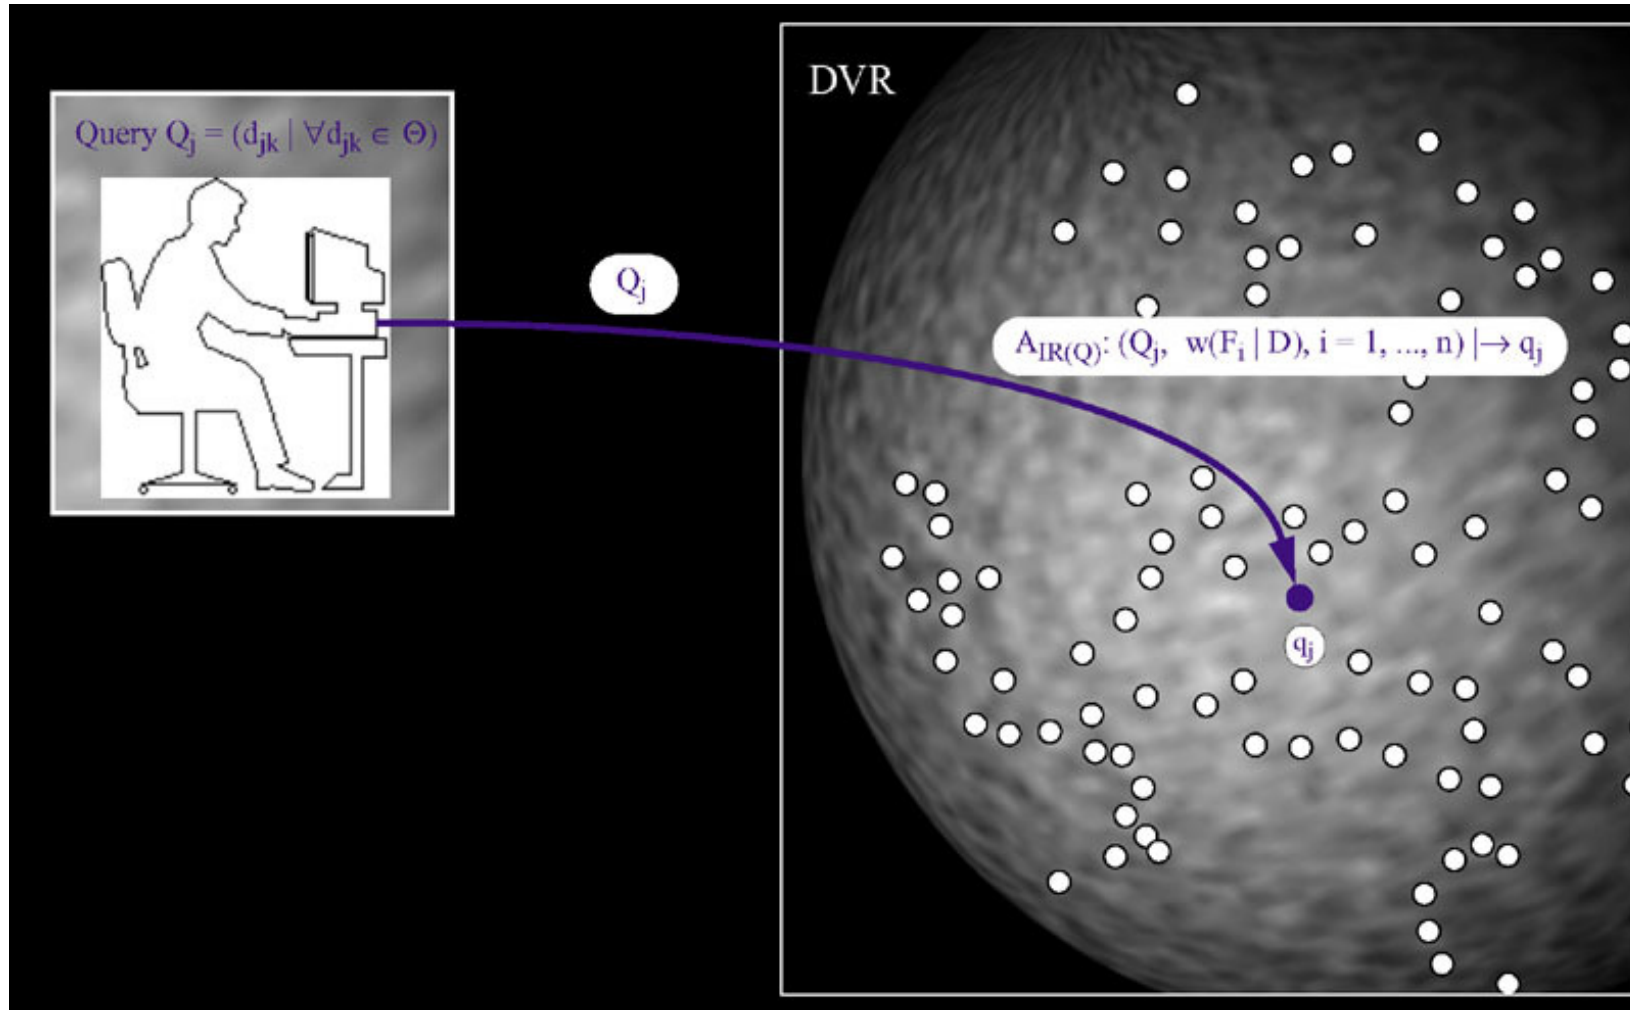 Query Qj = (djk | ∀djk ∈ Θ)
Qj
DVR
AIR(Q): (Qj, w(Fi | D), i = 1, ..., n) |→ qj
qj